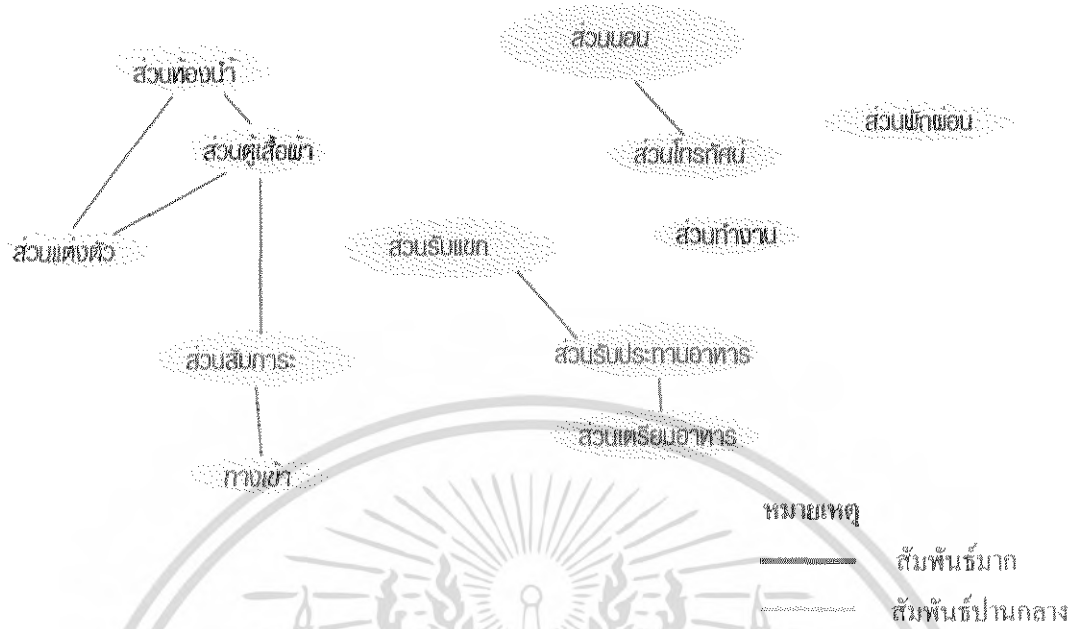 ส่วนนอน
ส่วนห้องน้ำ
ส่วนพักผ่อน
ส่วนตู้เสื้อผ้า
ส่วนโทรทัศน์
ส่วนแต่งตัว
ส่วนรับแขก
ส่วนทำงาน
ส่วนสัมภาระ
ส่วนรับประทานอาหาร
ส่วนเตรียมอาหาร
ทางเข้า
หมายเหตุ
สัมพันธ์มาก
สัมพันธ์ปานกลาง